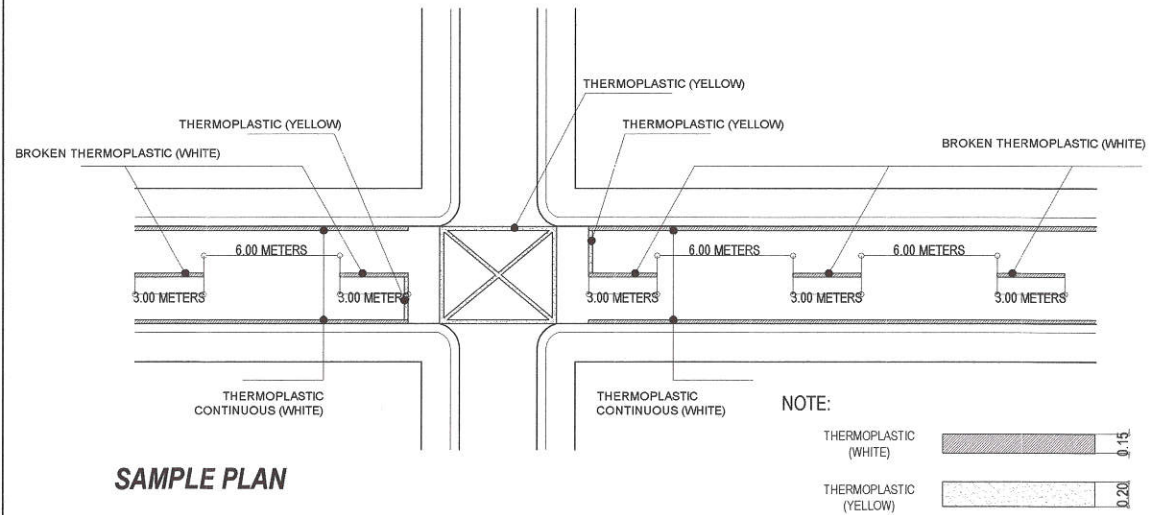 THERMOPLASTIC (YELLOW)
THERMOPLASTIC (YELLOW)
THERMOPLASTIC (YELLOW)
BROKEN THERMOPLASTIC (WHITE)
BROKEN THERMOPLASTIC (WHITE)
6.00 METERS
6.00 METERS
6.00 METERS
3.00 METERS
3.00 METERS
3.00 METERS
3.00 METERS
3.00 METERS
THERMOPLASTIC
CONTINUOUS (WHITE)
THERMOPLASTIC
CONTINUOUS (WHITE)
NOTE:
THERMOPLASTIC
(WHITE)
0.15
THERMOPLASTIC
(YELLOW)
0.20
SAMPLE PLAN